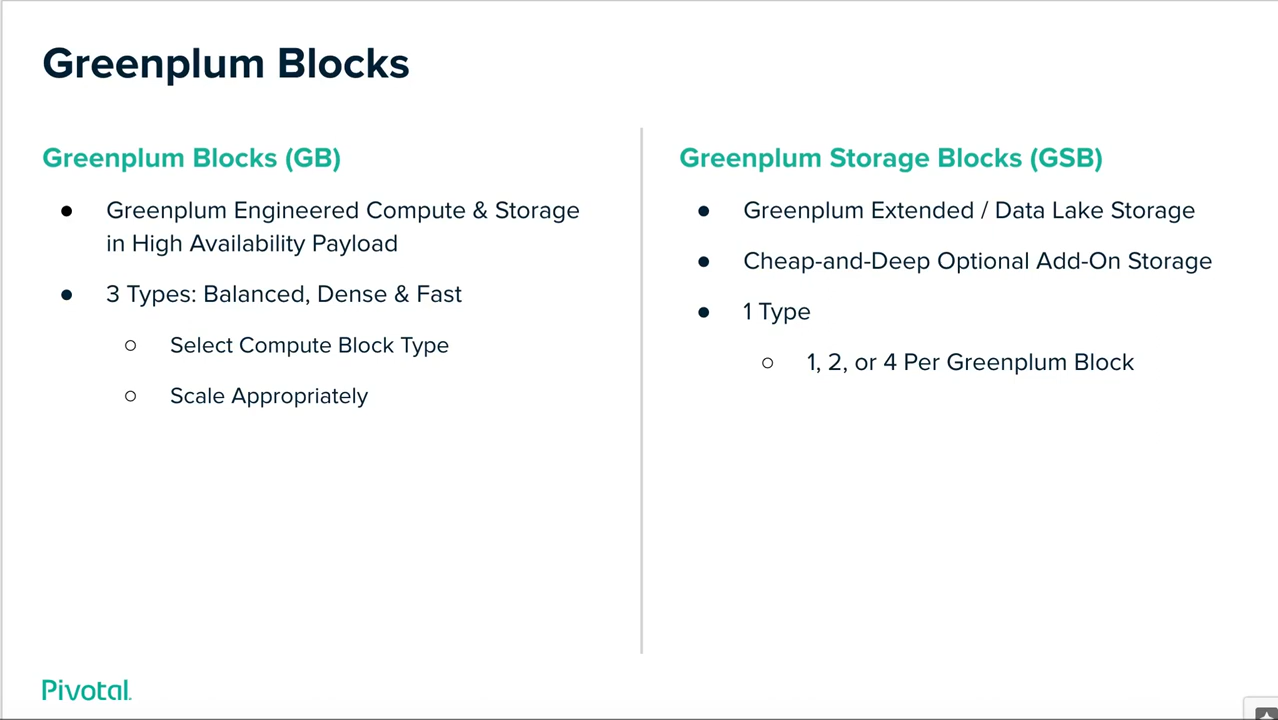 Greenplum Blocks
Greenplum Blocks (GB)
● Greenplum Engineered Compute & Storage
in High Availability Payload
● 3 Types: Balanced, Dense & Fast
○ Select Compute Block Type
○ Scale Appropriately
Greenplum Storage Blocks (GSB)
● Greenplum Extended / Data Lake Storage
● Cheap-and-Deep Optional Add-On Storage
● 1 Type
○ 1, 2, or 4 Per Greenplum Block
Pivotal.